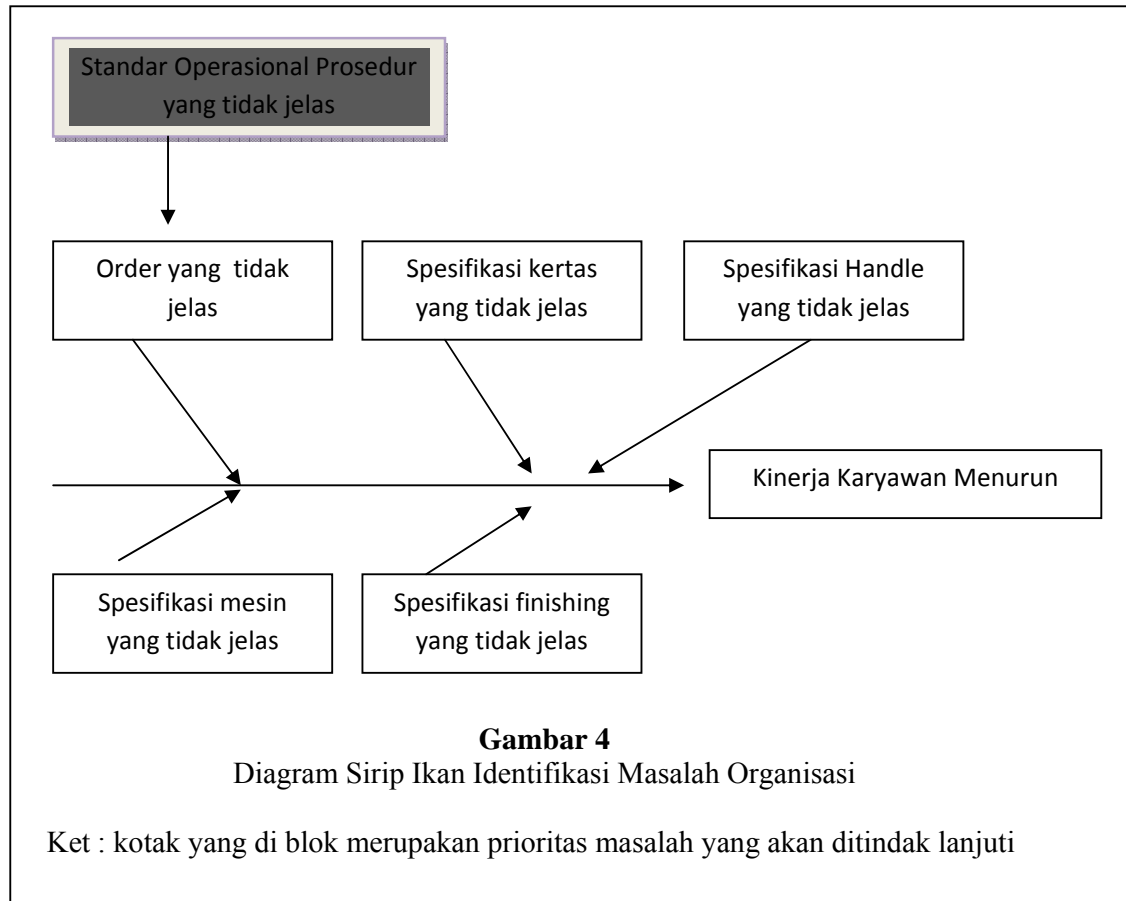 Standar Operasional Prosedur
yang tidak jelas
Order yang tidak
jelas
Spesifikasi kertas
yang tidak jelas
Spesifikasi Handle
yang tidak jelas
Kinerja Karyawan Menurun
Spesifikasi mesin
yang tidak jelas
Spesifikasi finishing
yang tidak jelas
Gambar 4
Diagram Sirip Ikan Identifikasi Masalah Organisasi
Ket : kotak yang di blok merupakan prioritas masalah yang akan ditindak lanjuti